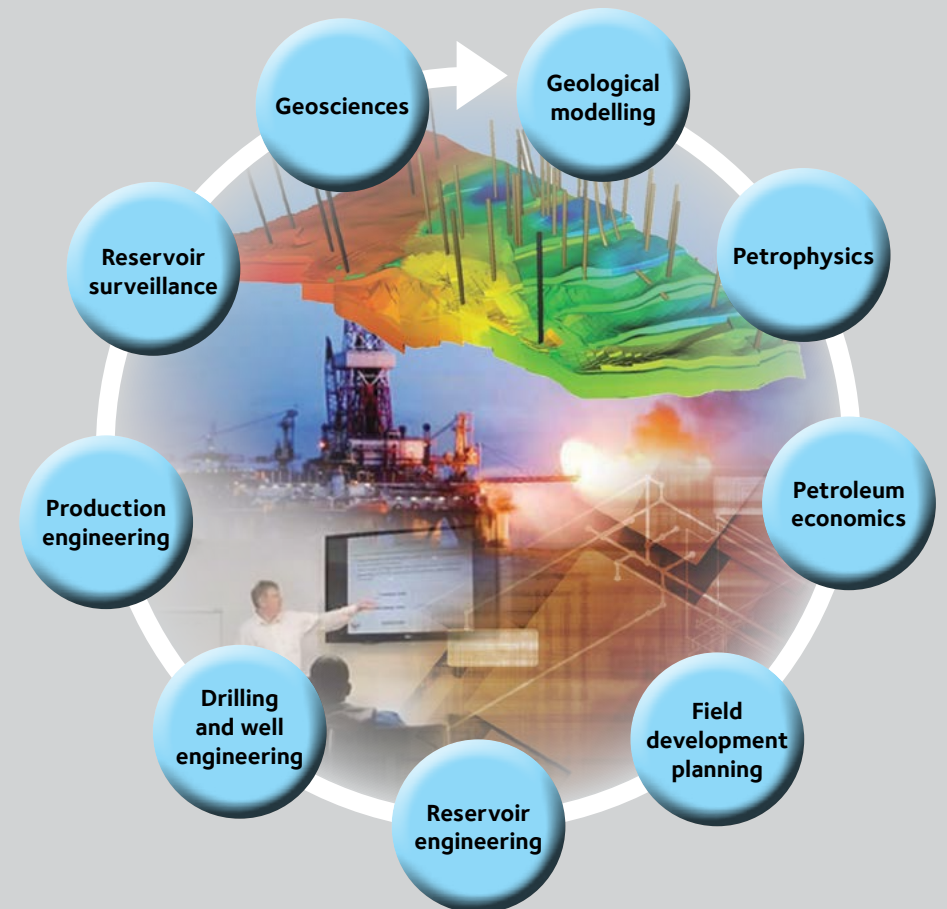 Geosciences
Geological
modelling
Petrophysics
Petroleum
economics
Field
development
planning
Reservoir
engineering
Drilling
and well
engineering
Production
engineering
Reservoir
surveillance